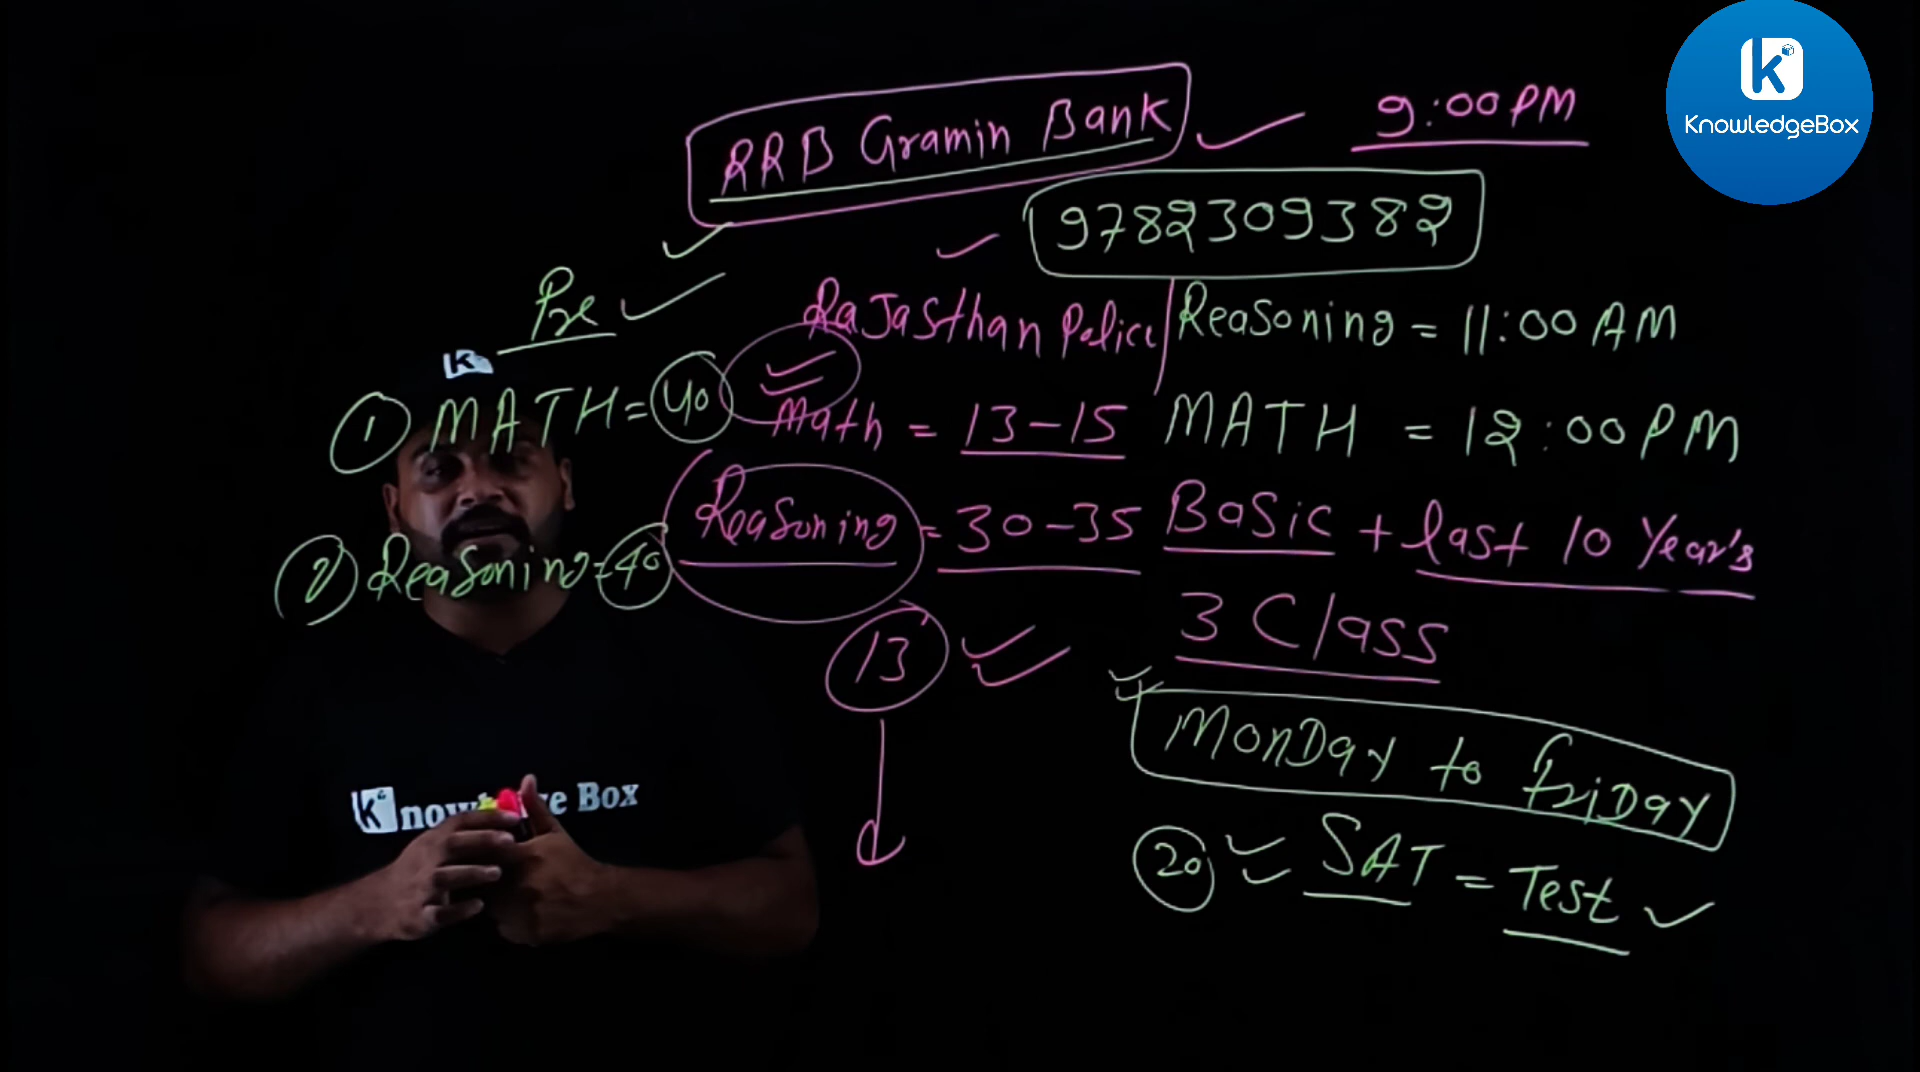 K
KnowledgeBox
RRB Gramin Bank
9:00 PM
9782309382
Pre
Rajasthan Police
Reasoning = 11:00 AM
① MATH = 40
Math = 13-15
MATH = 12:00 PM
② Reasoning = 40
Reasoning = 30-35
Basic + last 10 Year's
13
3 Class
Monday to Friday
20 SAT = Test
Box